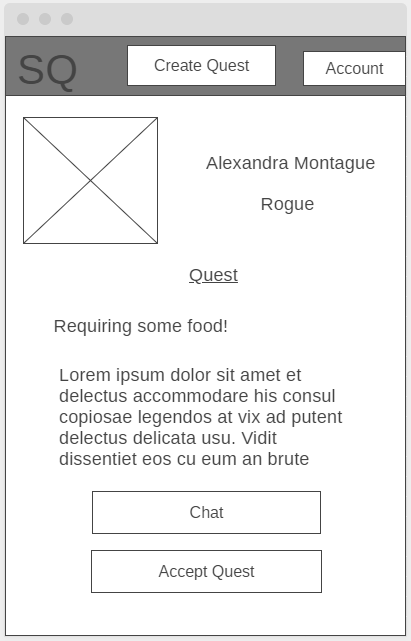 SQ
Create Quest
Account
Alexandra Montague
Rogue
Quest
Requiring some food!
Lorem ipsum dolor sit amet et
delectus accommodare his consul
copiosae legendos at vix ad putent
delectus delicata usu. Vidit
dissentiet eos cu eum an brute
Chat
Accept Quest